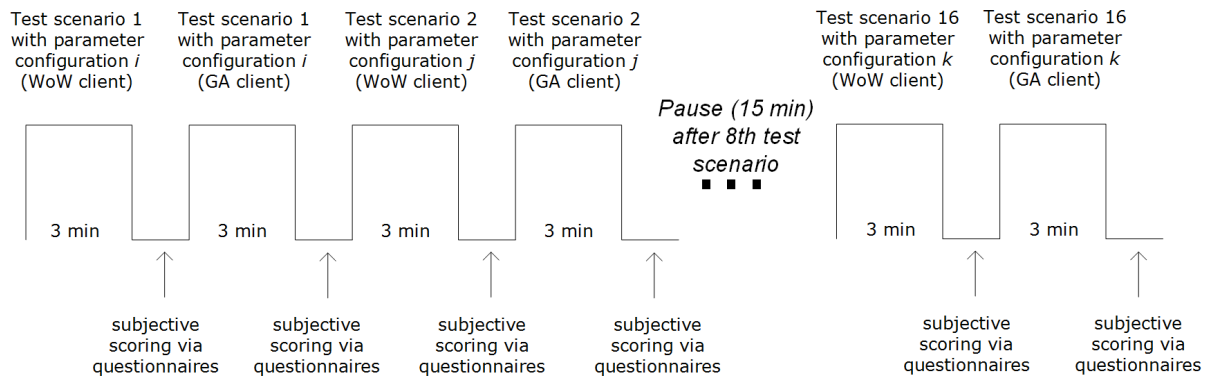 Test scenario 1
with parameter
configuration i
(WoW client)
Test scenario 1
with parameter
configuration i
(GA client)
Test scenario 2
with parameter
configuration j
(WoW client)
Test scenario 2
with parameter
configuration j
(GA client)
Pause (15 min)
after 8th test
scenario
Test scenario 16
with parameter
configuration k
(WoW client)
Test scenario 16
with parameter
configuration k
(GA client)
3 min
3 min
3 min
3 min
3 min
3 min
subjective
scoring via
questionnaires
subjective
scoring via
questionnaires
subjective
scoring via
questionnaires
subjective
scoring via
questionnaires
subjective
scoring via
questionnaires
subjective
scoring via
questionnaires